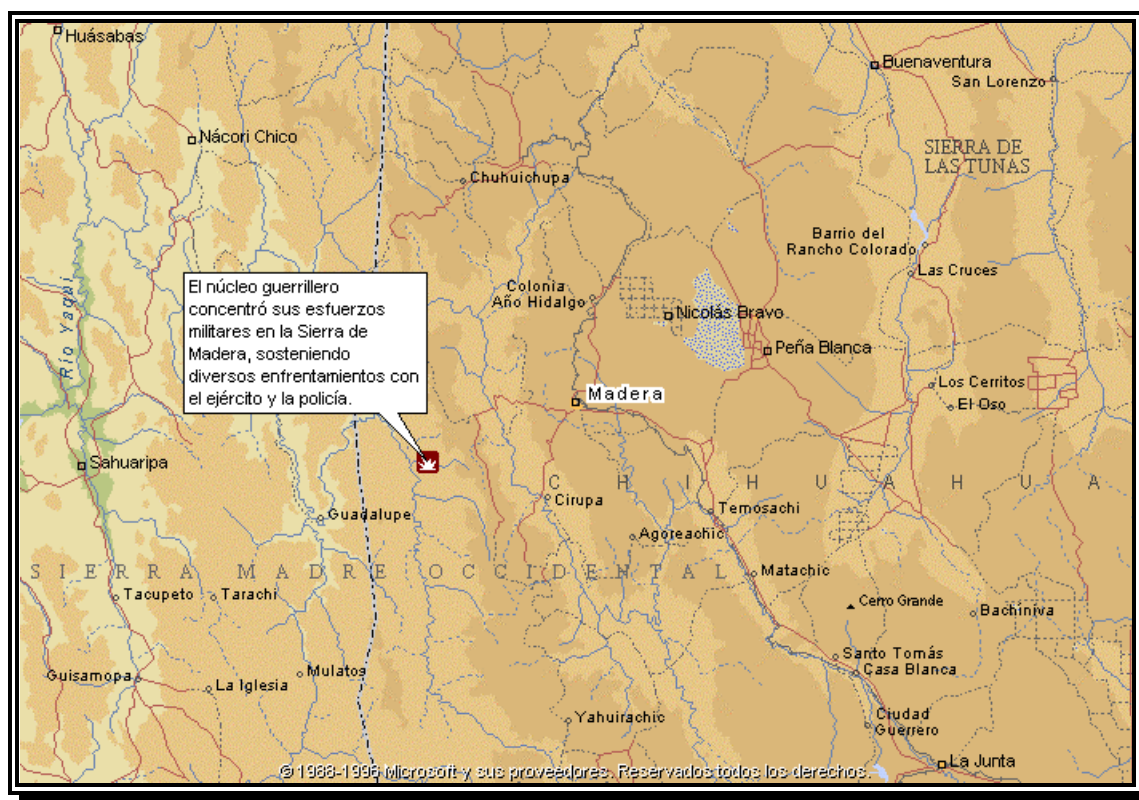 Huásabas
Buenaventura
San Lorenzo
Nácori Chico
SIERRA DE
LAS TUNAS
Chuhuichupa
Barrio del
Rancho Colorado
Las Cruces
El núcleo guerrillero
concentró sus esfuerzos
militares en la Sierra de
Madera, sosteniendo
diversos enfrentamientos con
el ejército y la policía.
Colonia
Año Hidalgo
Nicolás Bravo
Río Yaqui
Peña Blanca
Madera
Los Cerritos
El Oso
Sahuaripa
CHIHUAHUA
Cirupa
Temosachi
Guadalupe
Agoreachic
SIERRA MADRE OCCIDENTAL
Matachic
Tacupeto
Tarachi
Cerro Grande
Bachiniva
Santo Tomás
Casa Blanca
Guisamopa
Mulatos
La Iglesia
Yahuirachic
Ciudad
Guerrero
La Junta
© 1988-1996 Microsoft y sus proveedores. Reservados todos los derechos.